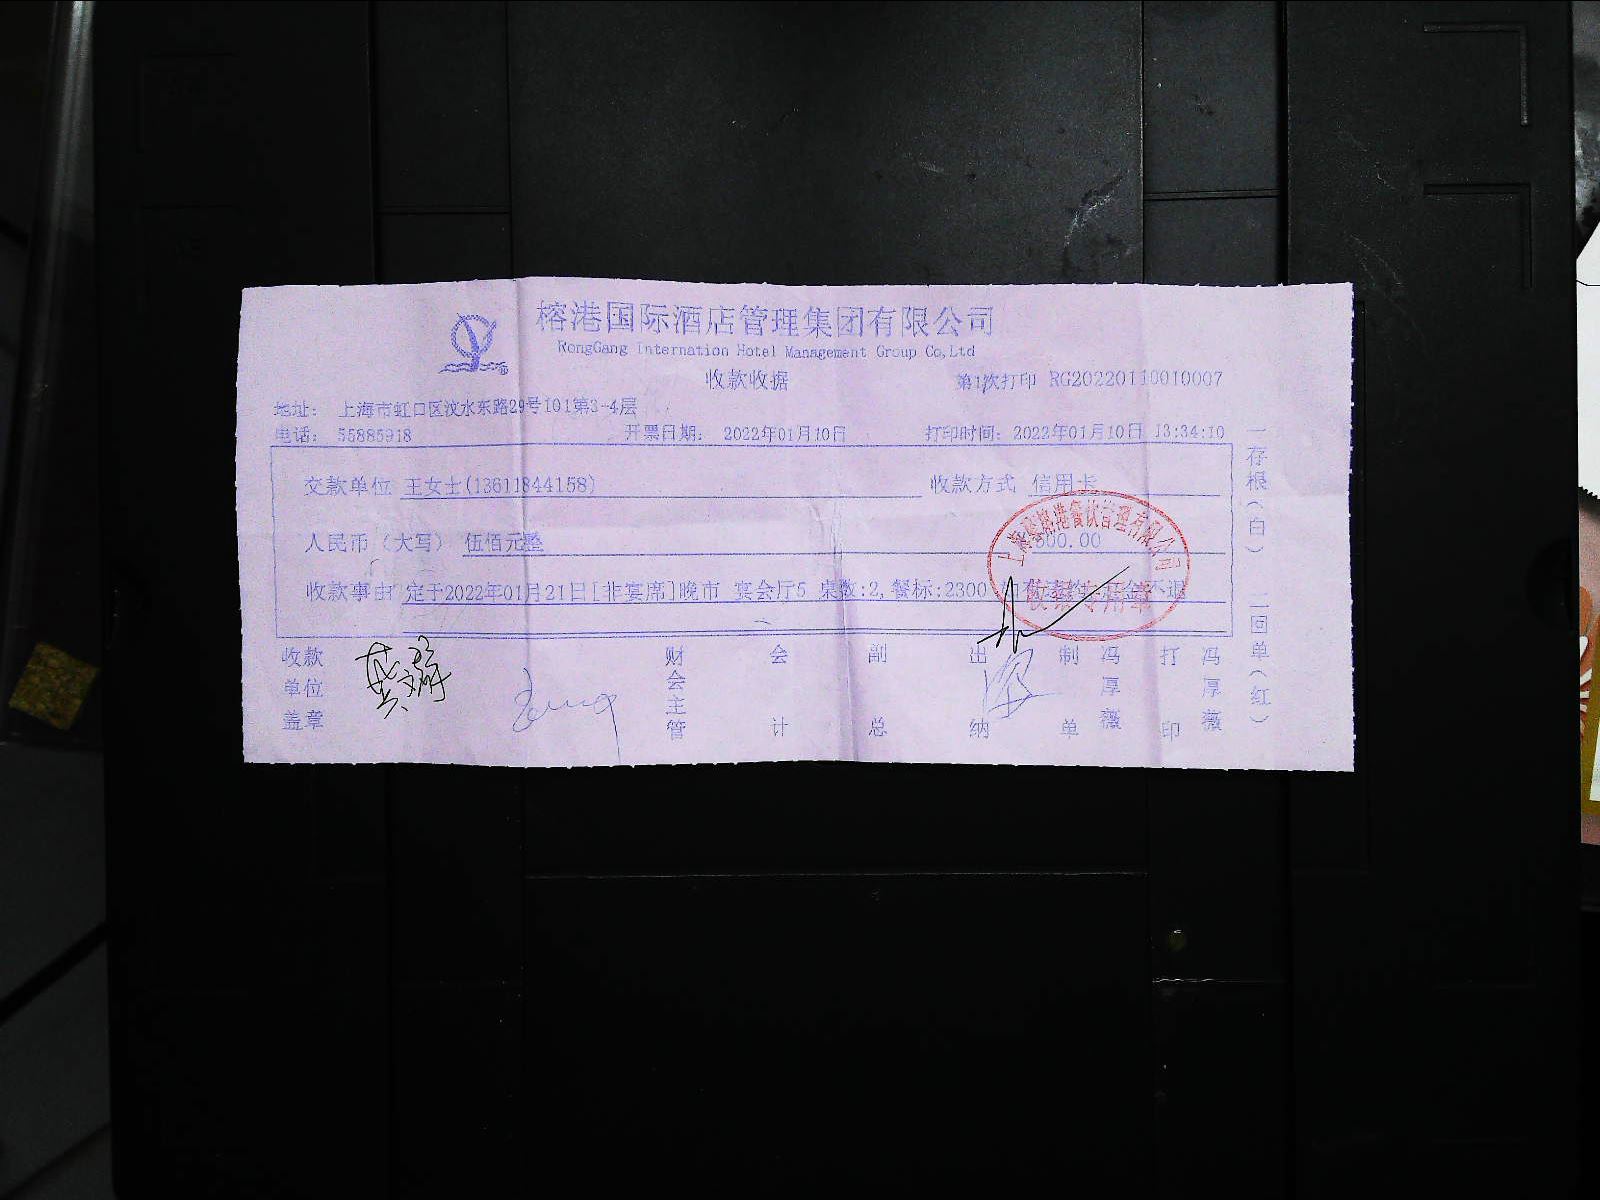 榕港国际酒店管理集团有限公司
RongGang Internation Hotel Management Group Co,Ltd
收款收据
第1次打印 RG20220110010007
地址： 上海市虹口区汶水东路29号101第3-4层
电话： 55885918 开票日期： 2022年01月10日 打印时间：2022年01月10日 13:34:10
交款单位 王女士(13611844158) 收款方式 信用卡
人民币（大写） 伍佰元整 500.00
收款事由 定于2022年01月21日[非宴席]晚市 宴会厅5 桌数:2,餐标:2300 金不退
收款专用章
收款单位盖章 财会主管 会计 副总 出纳 制单 冯厚薇 打印 冯厚薇
一存根（白） 二回单（红）